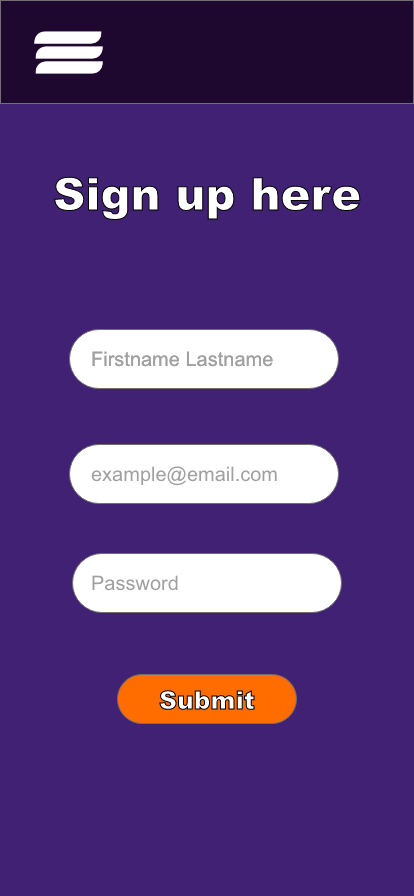 Sign up here
Firstname Lastname
example@email.com
Password
Submit